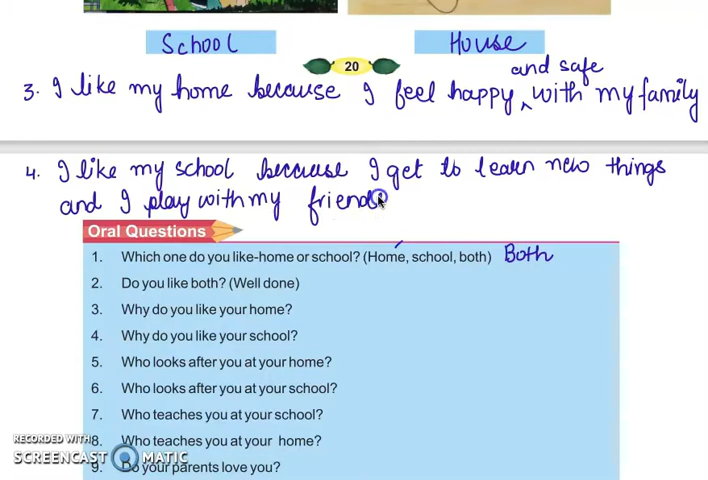 School
House
20
and safe
3. I like my home because I feel happy ^ with my family
4. I like my school because I get to learn new things
and I play with my friends
Oral Questions
1. Which one do you like-home or school? (Home, school, both) Both
2. Do you like both? (Well done)
3. Why do you like your home?
4. Why do you like your school?
5. Who looks after you at your home?
6. Who looks after you at your school?
7. Who teaches you at your school?
8. Who teaches you at your home?
9. Do your parents love you?
RECORDED WITH
SCREENCAST MATIC